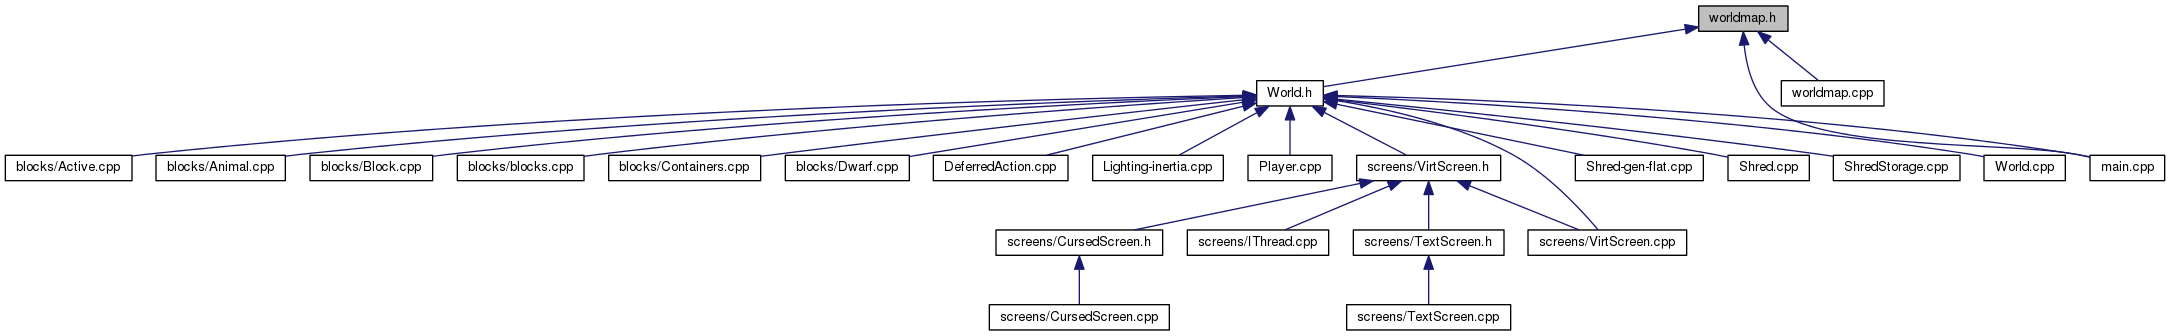 worldmap.h
World.h
worldmap.cpp
blocks/Active.cpp
blocks/Animal.cpp
blocks/Block.cpp
blocks/blocks.cpp
blocks/Containers.cpp
blocks/Dwarf.cpp
DeferredAction.cpp
Lighting-inertia.cpp
Player.cpp
screens/VirtScreen.h
Shred-gen-flat.cpp
Shred.cpp
ShredStorage.cpp
World.cpp
main.cpp
screens/CursedScreen.h
screens/IThread.cpp
screens/TextScreen.h
screens/VirtScreen.cpp
screens/CursedScreen.cpp
screens/TextScreen.cpp